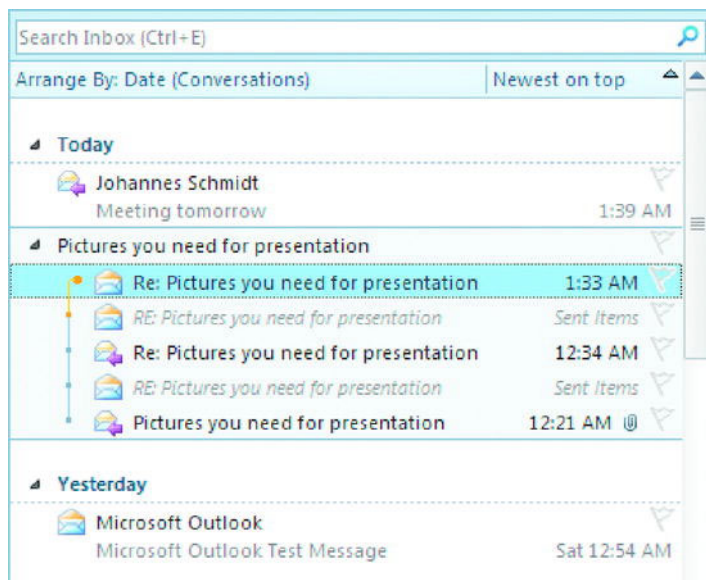 Search Inbox (Ctrl+E)
Arrange By: Date (Conversations) Newest on top
Today
Johannes Schmidt
Meeting tomorrow 1:39 AM
Pictures you need for presentation
Re: Pictures you need for presentation 1:33 AM
RE: Pictures you need for presentation Sent Items
Re: Pictures you need for presentation 12:34 AM
RE: Pictures you need for presentation Sent Items
Pictures you need for presentation 12:21 AM
Yesterday
Microsoft Outlook
Microsoft Outlook Test Message Sat 12:54 AM